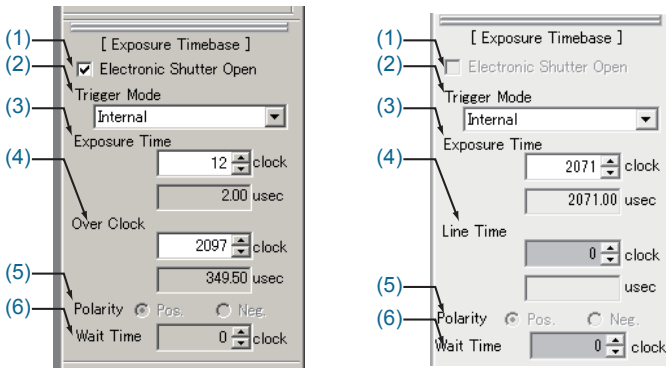 (1)
[ Exposure Timebase ]
Electronic Shutter Open
(2)
Trigger Mode
Internal
(3)
Exposure Time
12 clock
2.00 usec
(4)
Over Clock
2097 clock
349.50 usec
(5)
Polarity Pos. Neg.
(6)
Wait Time 0 clock
(1)
[ Exposure Timebase ]
Electronic Shutter Open
(2)
Trigger Mode
Internal
(3)
Exposure Time
2071 clock
2071.00 usec
(4)
Line Time
0 clock
usec
(5)
Polarity Pos. Neg.
(6)
Wait Time 0 clock